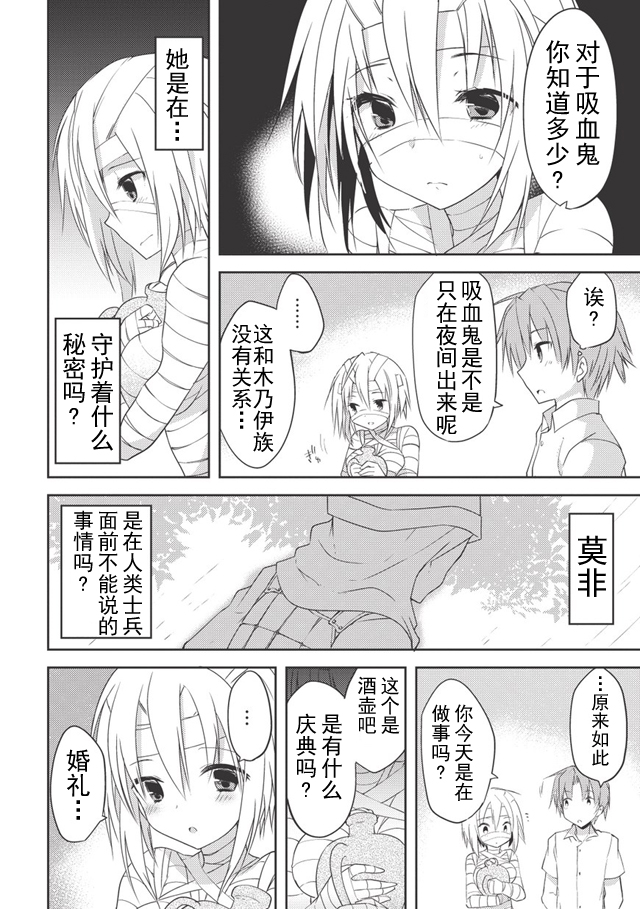 对于吸血鬼
你知道多少？
她是在…
守护着什么
秘密吗？
诶？
吸血鬼是不是
只在夜间出来呢
……
这和木乃伊族
没有关系…
莫非
是在人类士兵
面前不能说的
事情吗？
…原来如此
你今天是在
做事吗？
这个是
酒壶吧
是有什么
庆典吗？
…
婚礼…